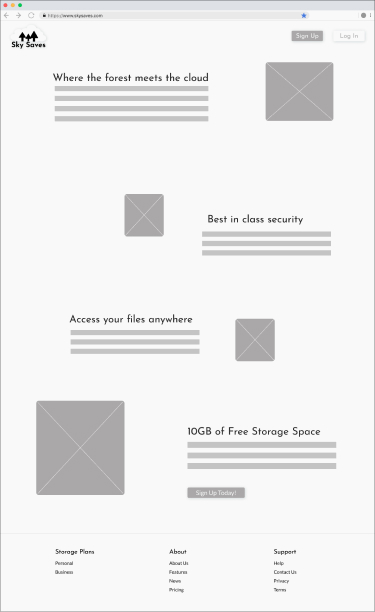 https://www.skysaves.com
Sky Saves
Sign Up
Log In
Where the forest meets the cloud
Best in class security
Access your files anywhere
10GB of Free Storage Space
Sign Up Today!
Storage Plans
Personal
Business
About
About Us
Features
News
Pricing
Support
Help
Contact Us
Privacy
Terms